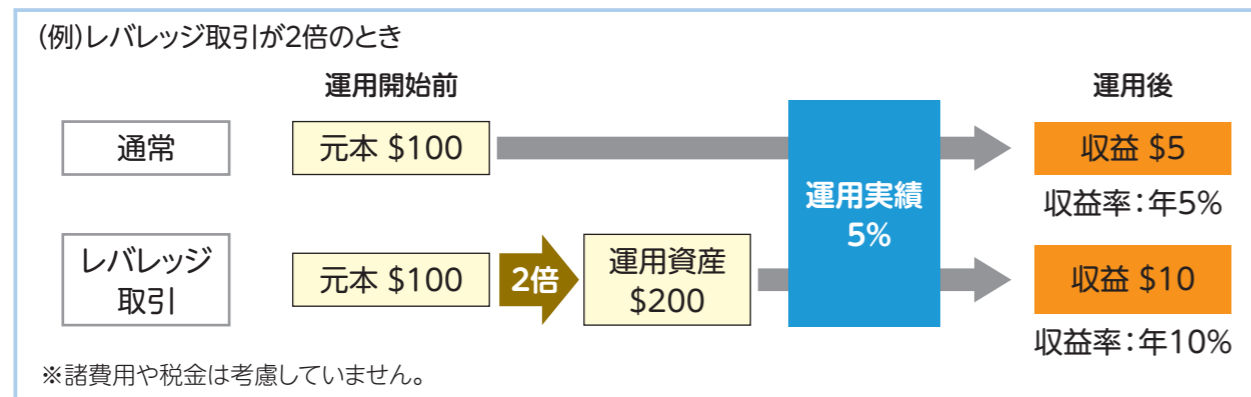 (例)レバレッジ取引が2倍のとき
運用開始前
運用後
通常
元本 $100
収益 $5
収益率：年5%
運用実績
5%
レバレッジ
取引
元本 $100
2倍
運用資産
$200
収益 $10
収益率：年10%
※諸費用や税金は考慮していません。